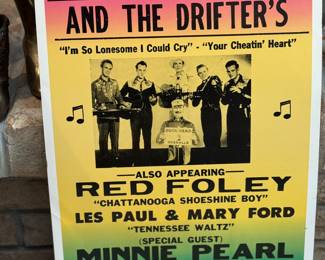 AND THE DRIFTER'S
"I'm So Lonesome I Could Cry" - "Your Cheatin' Heart"
ALSO APPEARING
RED FOLEY
"CHATTANOOGA SHOESHINE BOY"
LES PAUL & MARY FORD
"TENNESSEE WALTZ"
(SPECIAL GUEST)
MINNIE PEARL